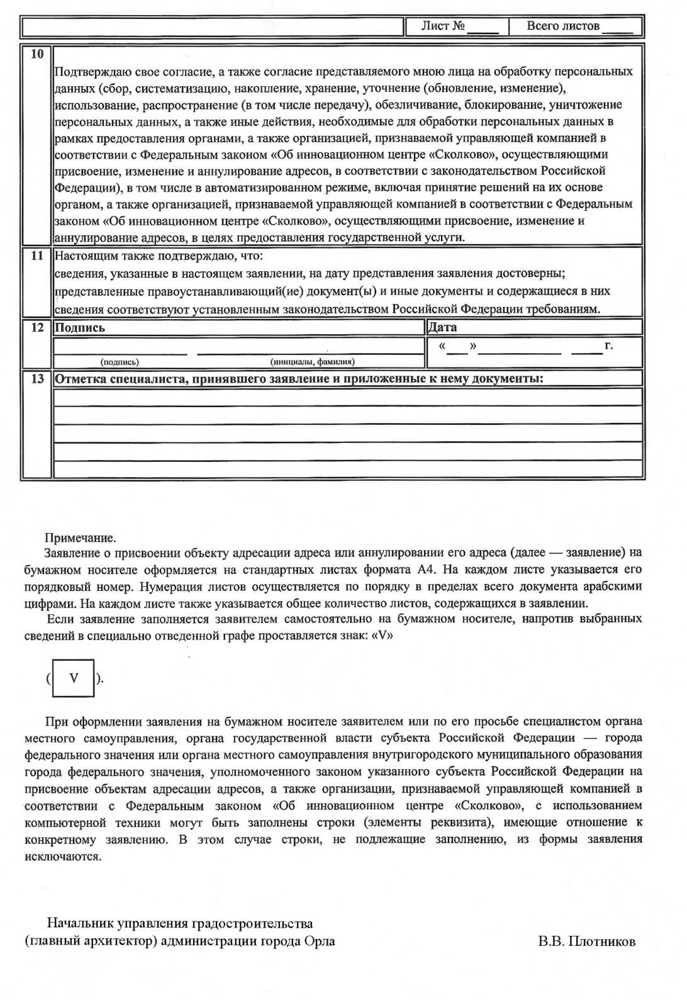 Лист № ____ Всего листов ____
10
Подтверждаю свое согласие, а также согласие представляемого мною лица на обработку персональных
данных (сбор, систематизацию, накопление, хранение, уточнение (обновление, изменение),
использование, распространение (в том числе передачу), обезличивание, блокирование, уничтожение
персональных данных, а также иные действия, необходимые для обработки персональных данных в
рамках предоставления органами, а также организацией, признаваемой управляющей компанией в
соответствии с Федеральным законом «Об инновационном центре «Сколково», осуществляющими
присвоение, изменение и аннулирование адресов, в соответствии с законодательством Российской
Федерации), в том числе в автоматизированном режиме, включая принятие решений на их основе
органом, а также организацией, признаваемой управляющей компанией в соответствии с Федеральным
законом «Об инновационном центре «Сколково», осуществляющими присвоение, изменение и
аннулирование адресов, в целях предоставления государственной услуги.
11 Настоящим также подтверждаю, что:
сведения, указанные в настоящем заявлении, на дату представления заявления достоверны;
представленные правоустанавливающий(ие) документ(ы) и иные документы и содержащиеся в них
сведения соответствуют установленным законодательством Российской Федерации требованиям.
12 Подпись Дата
« ___ » ____________ ____ г.
(подпись) (инициалы, фамилия)
13 Отметка специалиста, принявшего заявление и приложенные к нему документы:
Примечание.
Заявление о присвоении объекту адресации адреса или аннулировании его адреса (далее — заявление) на
бумажном носителе оформляется на стандартных листах формата А4. На каждом листе указывается его
порядковый номер. Нумерация листов осуществляется по порядку в пределах всего документа арабскими
цифрами. На каждом листе также указывается общее количество листов, содержащихся в заявлении.
Если заявление заполняется заявителем самостоятельно на бумажном носителе, напротив выбранных
сведений в специально отведенной графе проставляется знак: «V»
( V ).
При оформлении заявления на бумажном носителе заявителем или по его просьбе специалистом органа
местного самоуправления, органа государственной власти субъекта Российской Федерации — города
федерального значения или органа местного самоуправления внутригородского муниципального образования
города федерального значения, уполномоченного законом указанного субъекта Российской Федерации на
присвоение объектам адресации адресов, а также организации, признаваемой управляющей компанией в
соответствии с Федеральным законом «Об инновационном центре «Сколково», с использованием
компьютерной техники могут быть заполнены строки (элементы реквизита), имеющие отношение к
конкретному заявлению. В этом случае строки, не подлежащие заполнению, из формы заявления
исключаются.
Начальник управления градостроительства
(главный архитектор) администрации города Орла В.В. Плотников